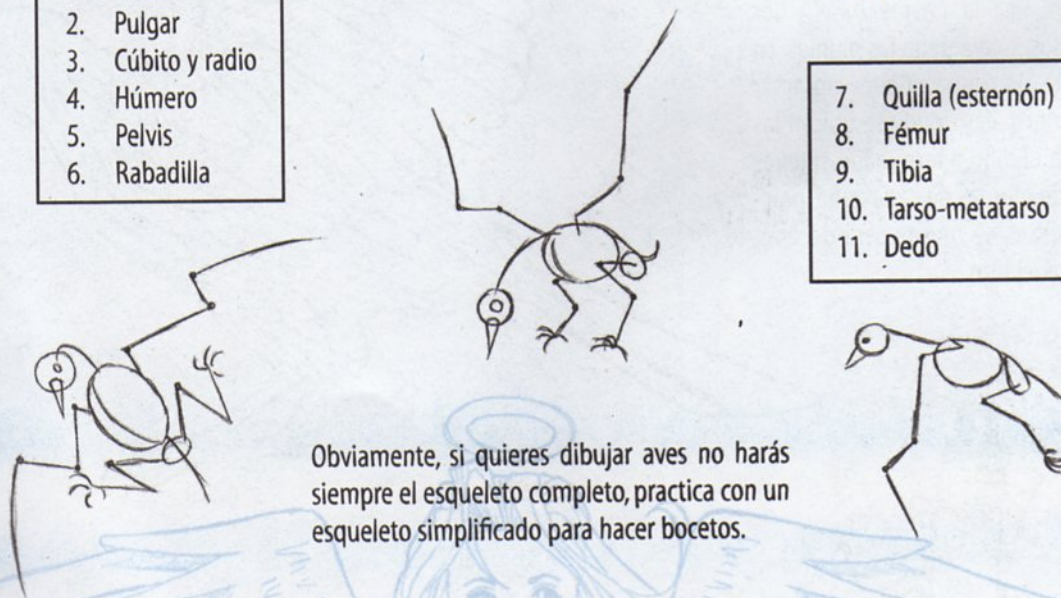 2. Pulgar
3. Cúbito y radio
4. Húmero
5. Pelvis
6. Rabadilla
7. Quilla (esternón)
8. Fémur
9. Tibia
10. Tarso-metatarso
11. Dedo
Obviamente, si quieres dibujar aves no harás
siempre el esqueleto completo, practica con un
esqueleto simplificado para hacer bocetos.